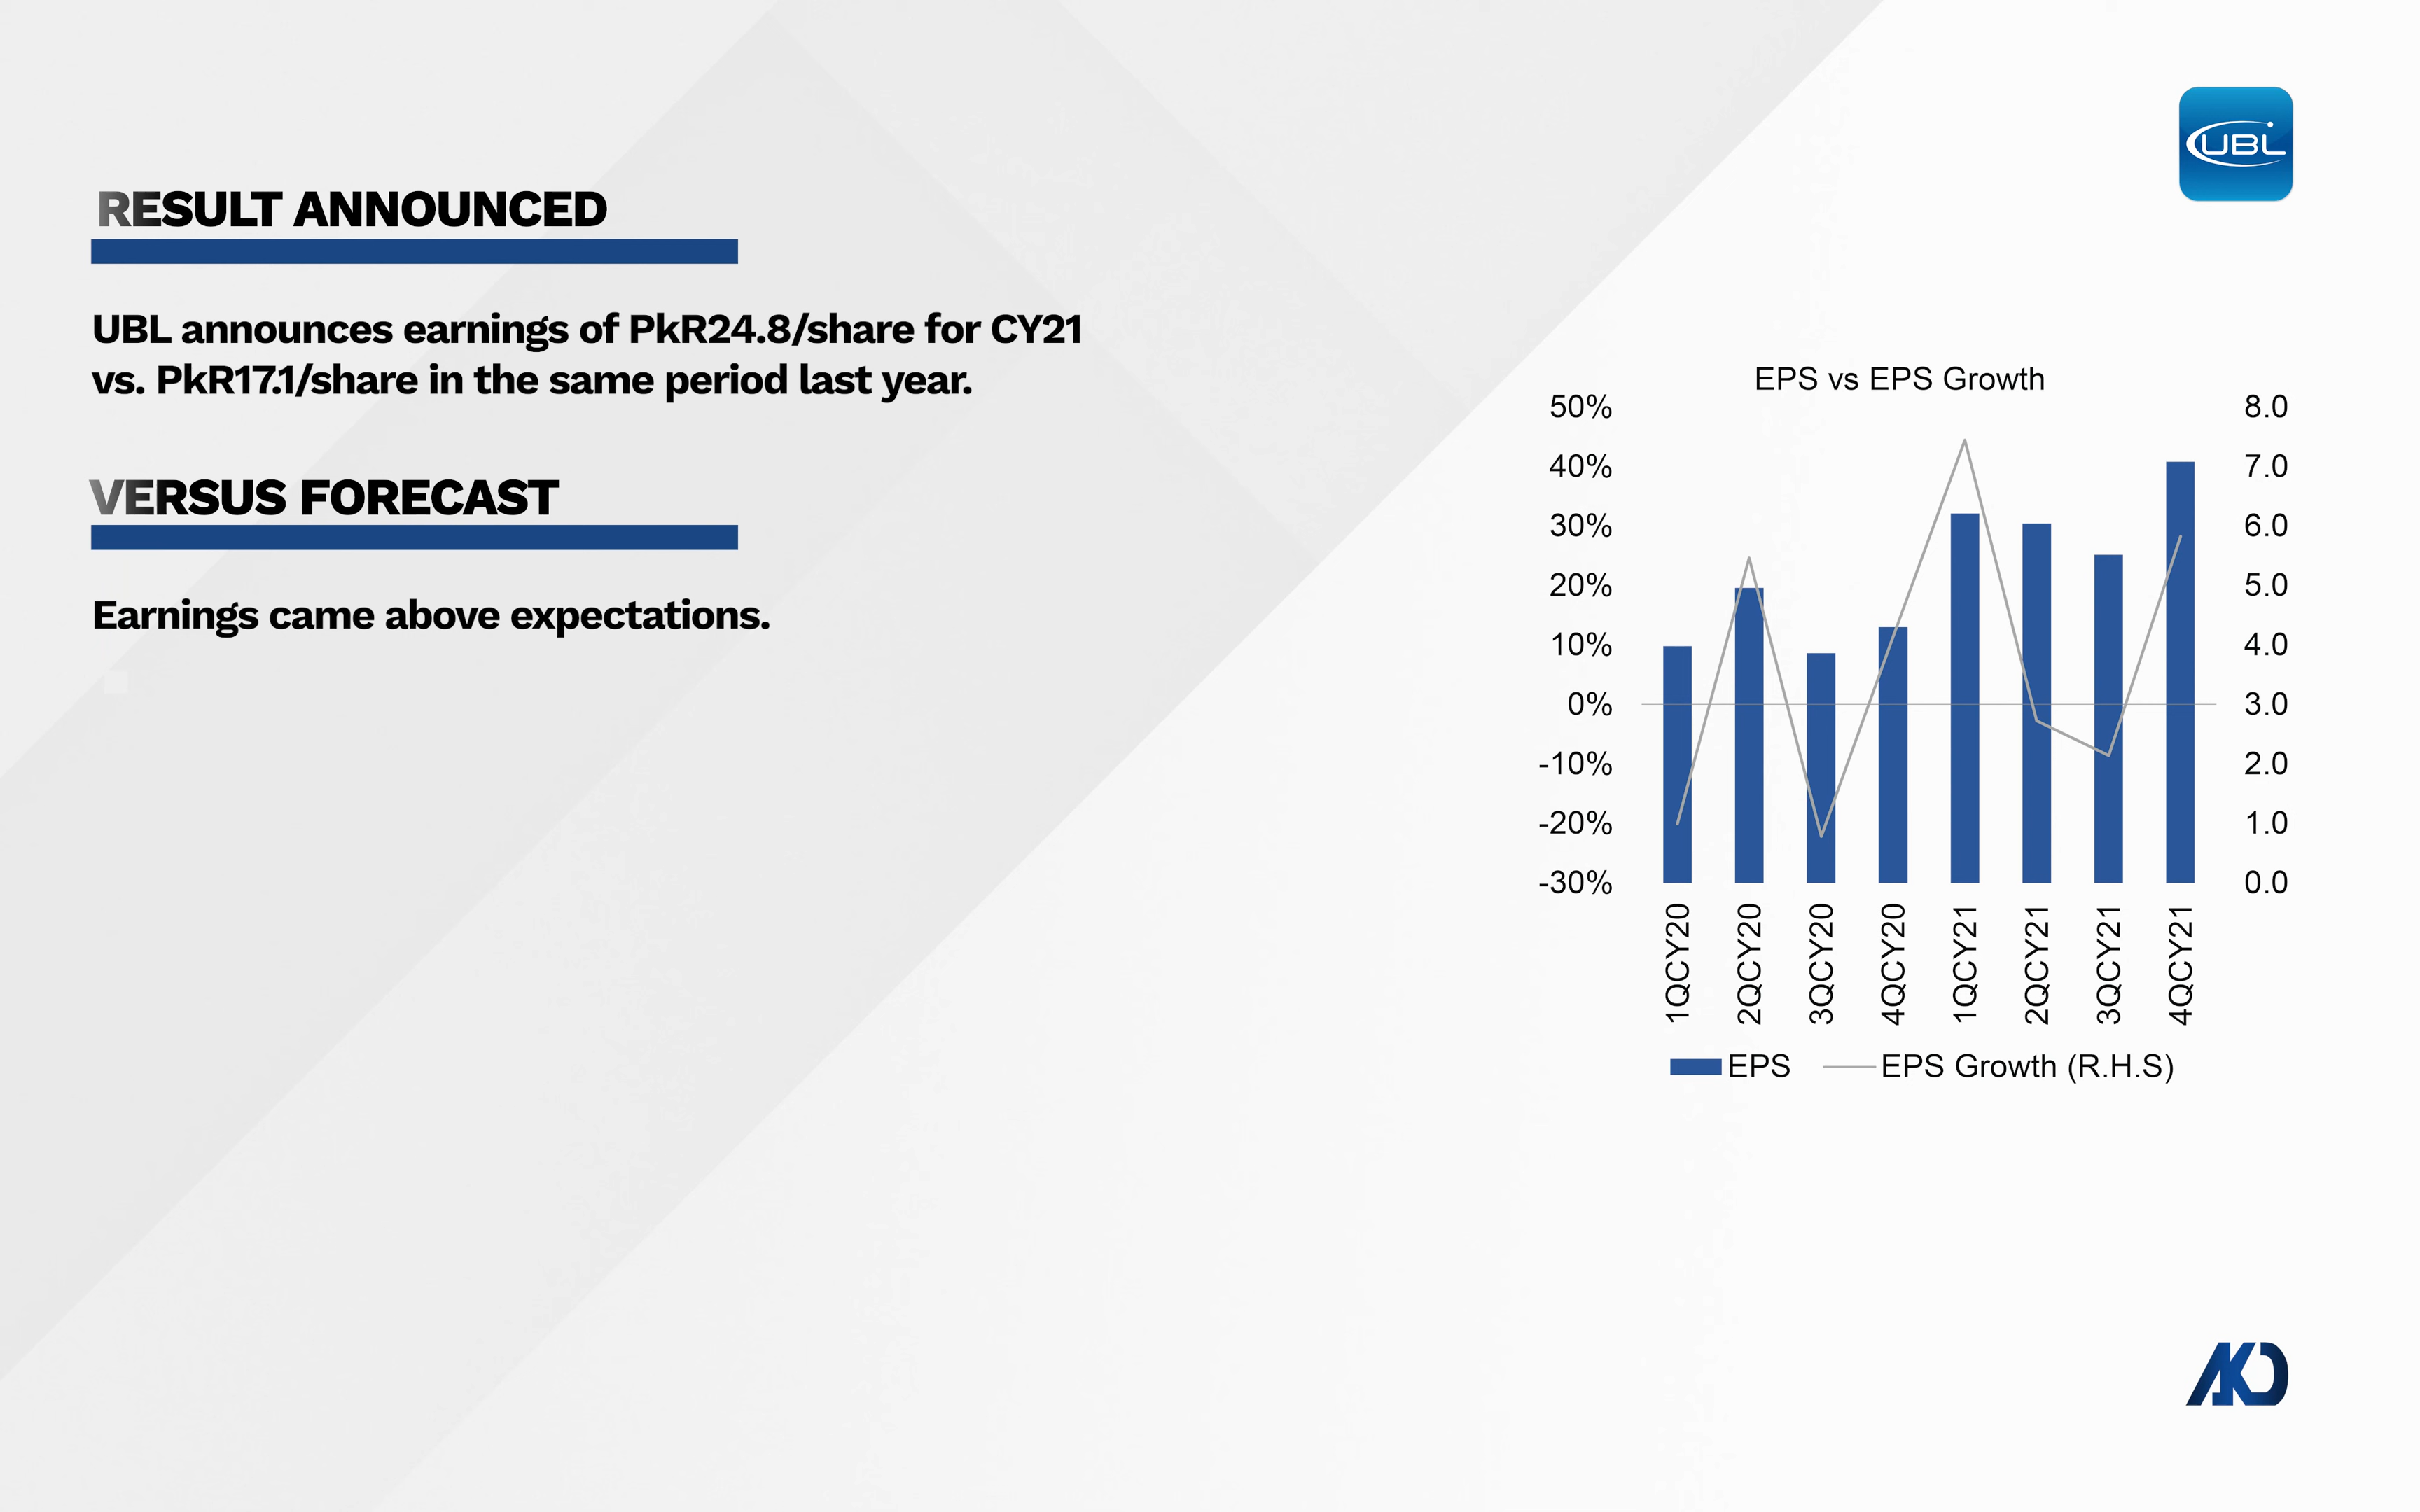 UBL
RESULT ANNOUNCED
UBL announces earnings of PkR24.8/share for CY21
vs. PkR17.1/share in the same period last year.
VERSUS FORECAST
Earnings came above expectations.
EPS vs EPS Growth
50%
40%
30%
20%
10%
0%
-10%
-20%
-30%
8.0
7.0
6.0
5.0
4.0
3.0
2.0
1.0
0.0
1QCY20
2QCY20
3QCY20
4QCY20
1QCY21
2QCY21
3QCY21
4QCY21
EPS
EPS Growth (R.H.S)
AKD